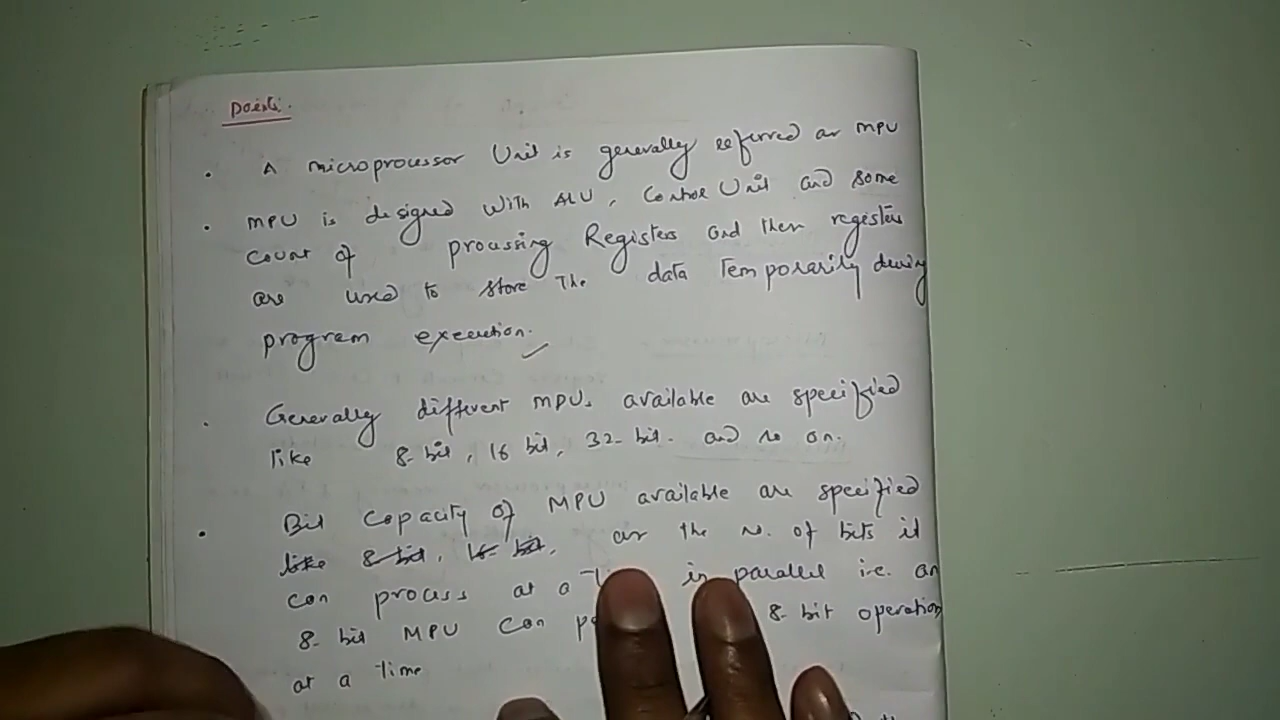 Points.
A microprocessor Unit is generally referred as MPU
MPU is designed with ALU, Control Unit and some
count of processing Registers and then registers
are used to store the data temporarily during
program execution.
Generally different MPUs available are specified
like 8-bit, 16 bit, 32-bit. and so on.
Bit capacity of MPU available are specified
like 8-bit, 16 bit, as the no. of bits it
can process at a in parallel i.e. an
8-bit MPU can 8-bit operation
at a time